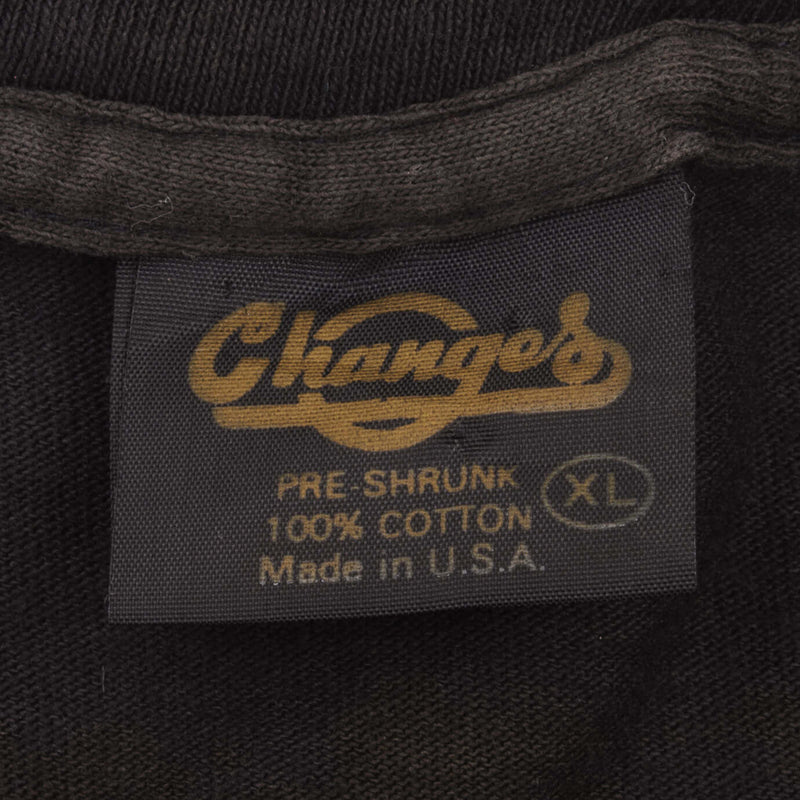 Changes
PRE-SHRUNK
100% COTTON
XL
Made in U.S.A.